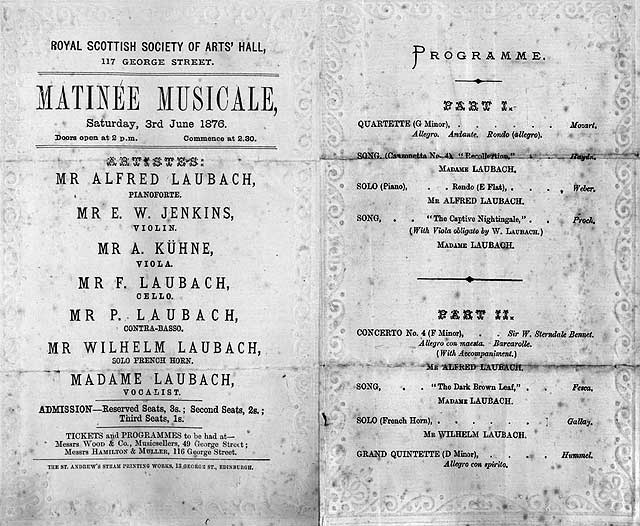 ROYAL SCOTTISH SOCIETY OF ARTS' HALL,
117 GEORGE STREET.
MATINÉE MUSICALE,
Saturday, 3rd June 1876.
Doors open at 2 p.m. Commence at 2.30.
ARTISTES:
MR ALFRED LAUBACH,
PIANOFORTE.
MR E. W. JENKINS,
VIOLIN.
MR A. KÜHNE,
VIOLA.
MR F. LAUBACH,
CELLO.
MR P. LAUBACH,
CONTRA-BASSO.
MR WILHELM LAUBACH,
SOLO FRENCH HORN.
MADAME LAUBACH,
VOCALIST.
ADMISSION—Reserved Seats, 3s.; Second Seats, 2s.;
Third Seats, 1s.
TICKETS and PROGRAMMES to be had at—
Messrs WOOD & Co., Musicsellers, 49 George Street;
Messrs HAMILTON & MULLER, 116 George Street.
THE ST. ANDREW'S STEAM PRINTING WORKS, 13 GEORGE ST., EDINBURGH.
PROGRAMME.
PART I.
QUARTETTE (G Minor), . . . . Mozart.
Allegro. Andante. Rondo (allegro).
SONG, (Canzonetta No. 4), "Recollection," . Haydn.
MADAME LAUBACH.
SOLO (Piano), . . Rondo (E Flat), . . . Weber.
MR ALFRED LAUBACH.
SONG, . . "The Captive Nightingale," . . Proch.
(With Viola obligato by W. LAUBACH.)
MADAME LAUBACH.
PART II.
CONCERTO No. 4 (F Minor), . . Sir W. Sterndale Bennet.
Allegro con maesta. Barcarolle.
(With Accompaniment.)
MR ALFRED LAUBACH.
SONG, . . "The Dark Brown Leaf," . . Fesca.
MADAME LAUBACH.
SOLO (French Horn), . . . . Gallay.
MR WILHELM LAUBACH.
GRAND QUINTETTE (D Minor), . . . Hummel.
Allegro con spirito.